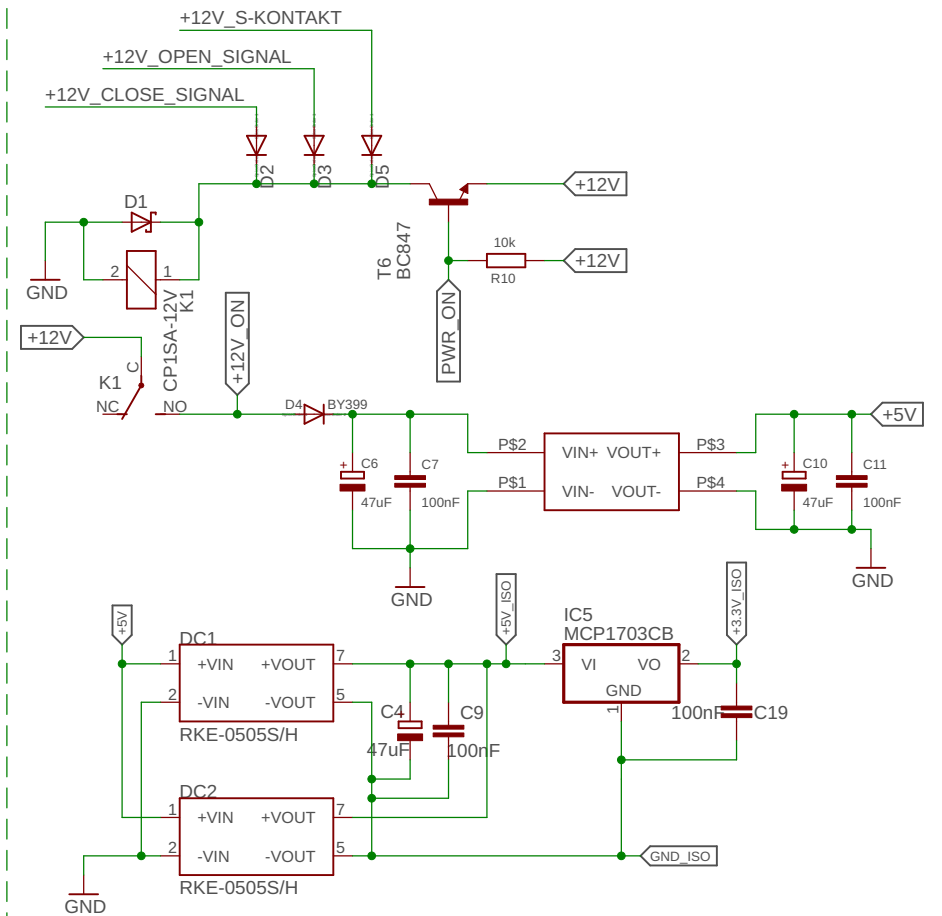 +12V_S-KONTAKT
+12V_OPEN_SIGNAL
+12V_CLOSE_SIGNAL
D2
D3
D5
+12V
D1
T6
BC847
10k
R10
+12V
2
1
GND
K1
CP1SA-12V
+12V_ON
PWR_ON
+12V
C
K1
NC
NO
D4
BY399
+5V
P$2
VIN+
VOUT+
P$3
C6
47uF
C7
100nF
P$1
VIN-
VOUT-
P$4
C10
47uF
C11
100nF
+
+
GND
GND
+5V
+5V_ISO
+3.3V_ISO
IC5
MCP1703CB
DC1
1
+VIN
+VOUT
7
3
VI
VO
2
2
-VIN
-VOUT
5
GND
1
RKE-0505S/H
C4
47uF
C9
100nF
100nF
C19
DC2
1
+VIN
+VOUT
7
2
-VIN
-VOUT
5
GND_ISO
RKE-0505S/H
GND